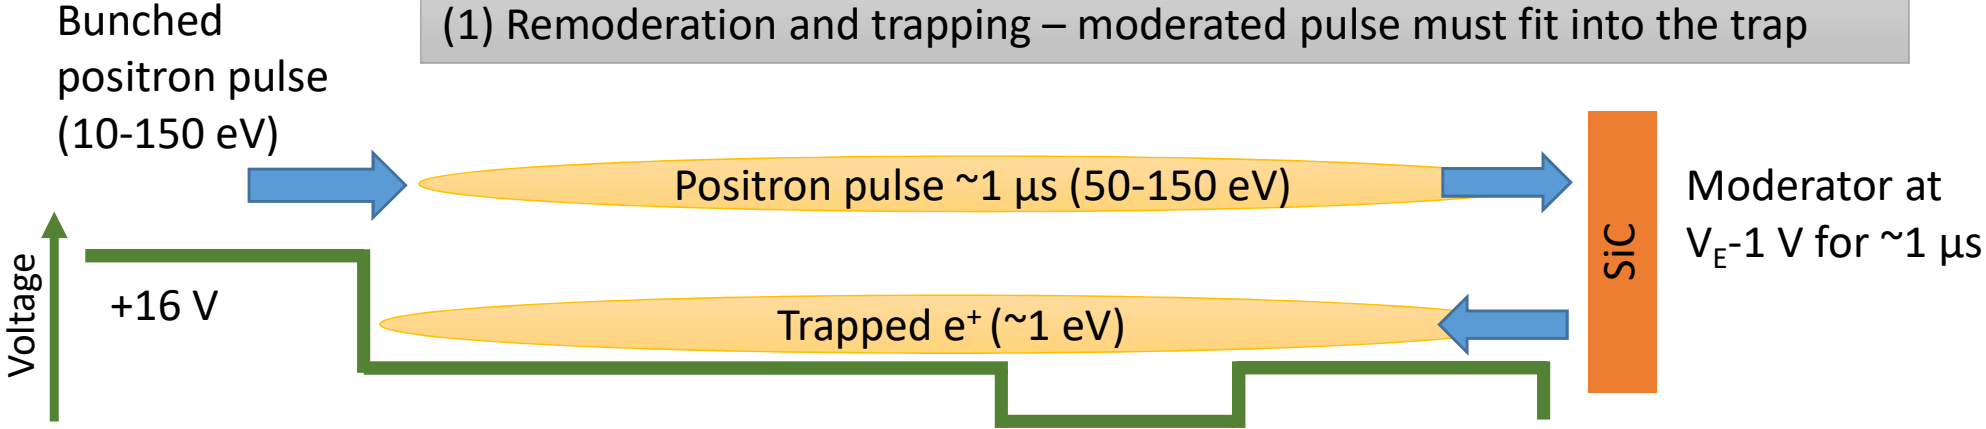 Bunched
positron pulse
(10-150 eV)
(1) Remoderation and trapping – moderated pulse must fit into the trap
Positron pulse ~1 µs (50-150 eV)
SiC
Moderator at
V_E-1 V for ~1 µs
Voltage
+16 V
Trapped e⁺ (~1 eV)